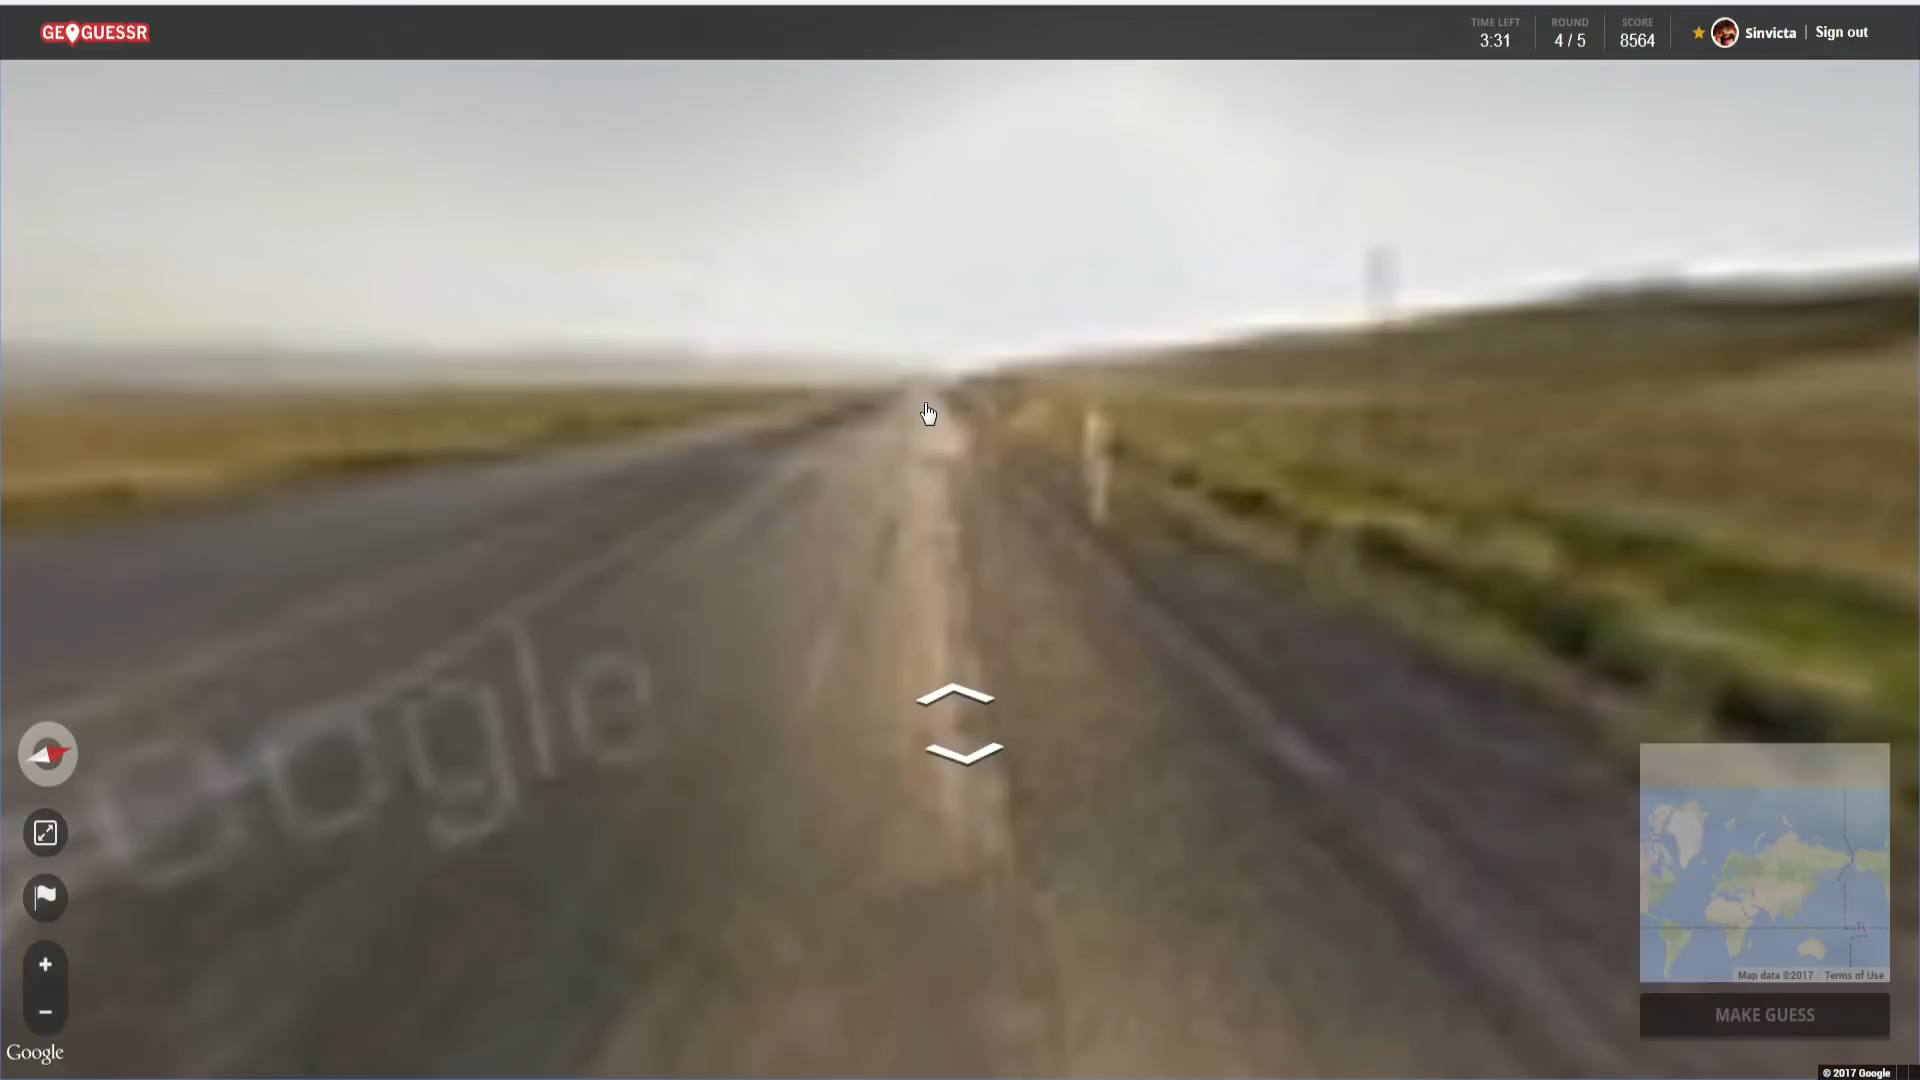 GEOGUESSR
TIME LEFT
3:31
ROUND
4 / 5
SCORE
8564
Sinvicta | Sign out
oogle
Map data ©2017 Terms of Use
MAKE GUESS
Google
© 2017 Google